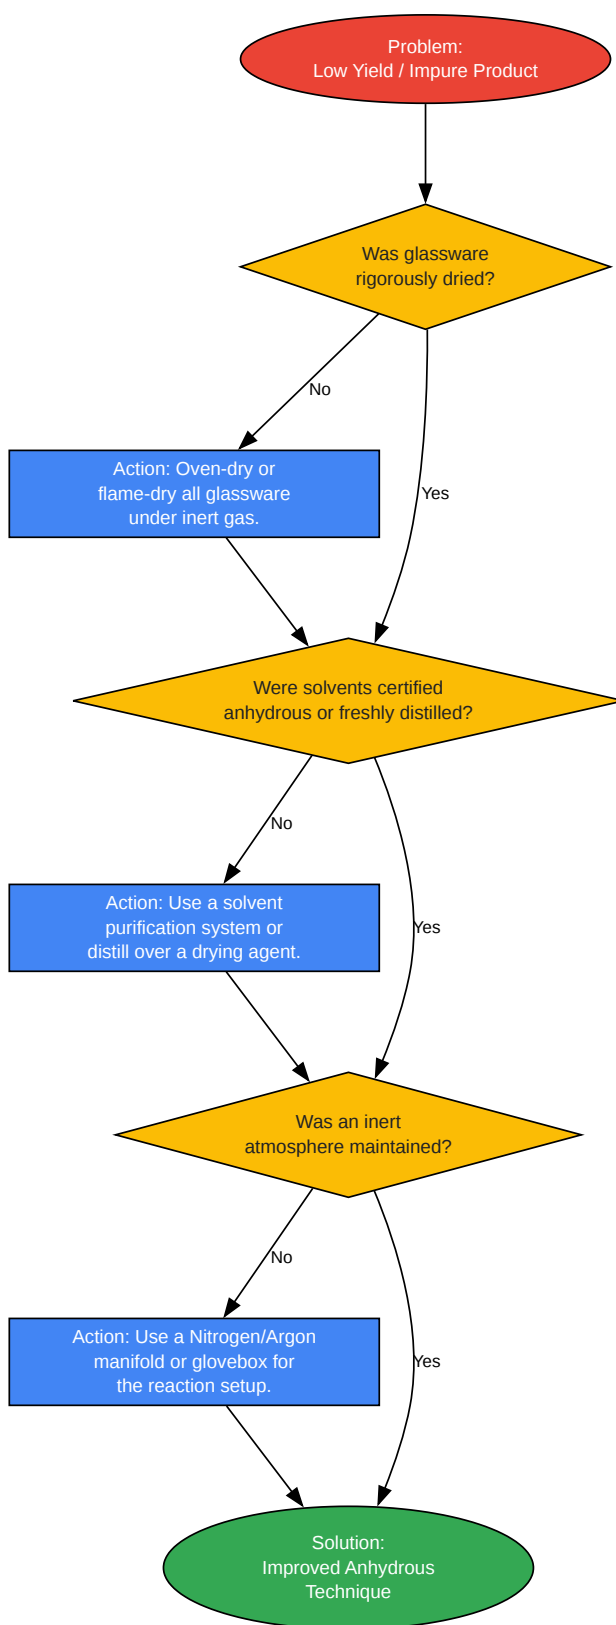 Problem:
Low Yield / Impure Product
Was glassware
rigorously dried?
No
Action: Oven-dry or
flame-dry all glassware
under inert gas.
Yes
Were solvents certified
anhydrous or freshly distilled?
No
Action: Use a solvent
purification system or
distill over a drying agent.
Yes
Was an inert
atmosphere maintained?
No
Action: Use a Nitrogen/Argon
manifold or glovebox for
the reaction setup.
Yes
Solution:
Improved Anhydrous
Technique